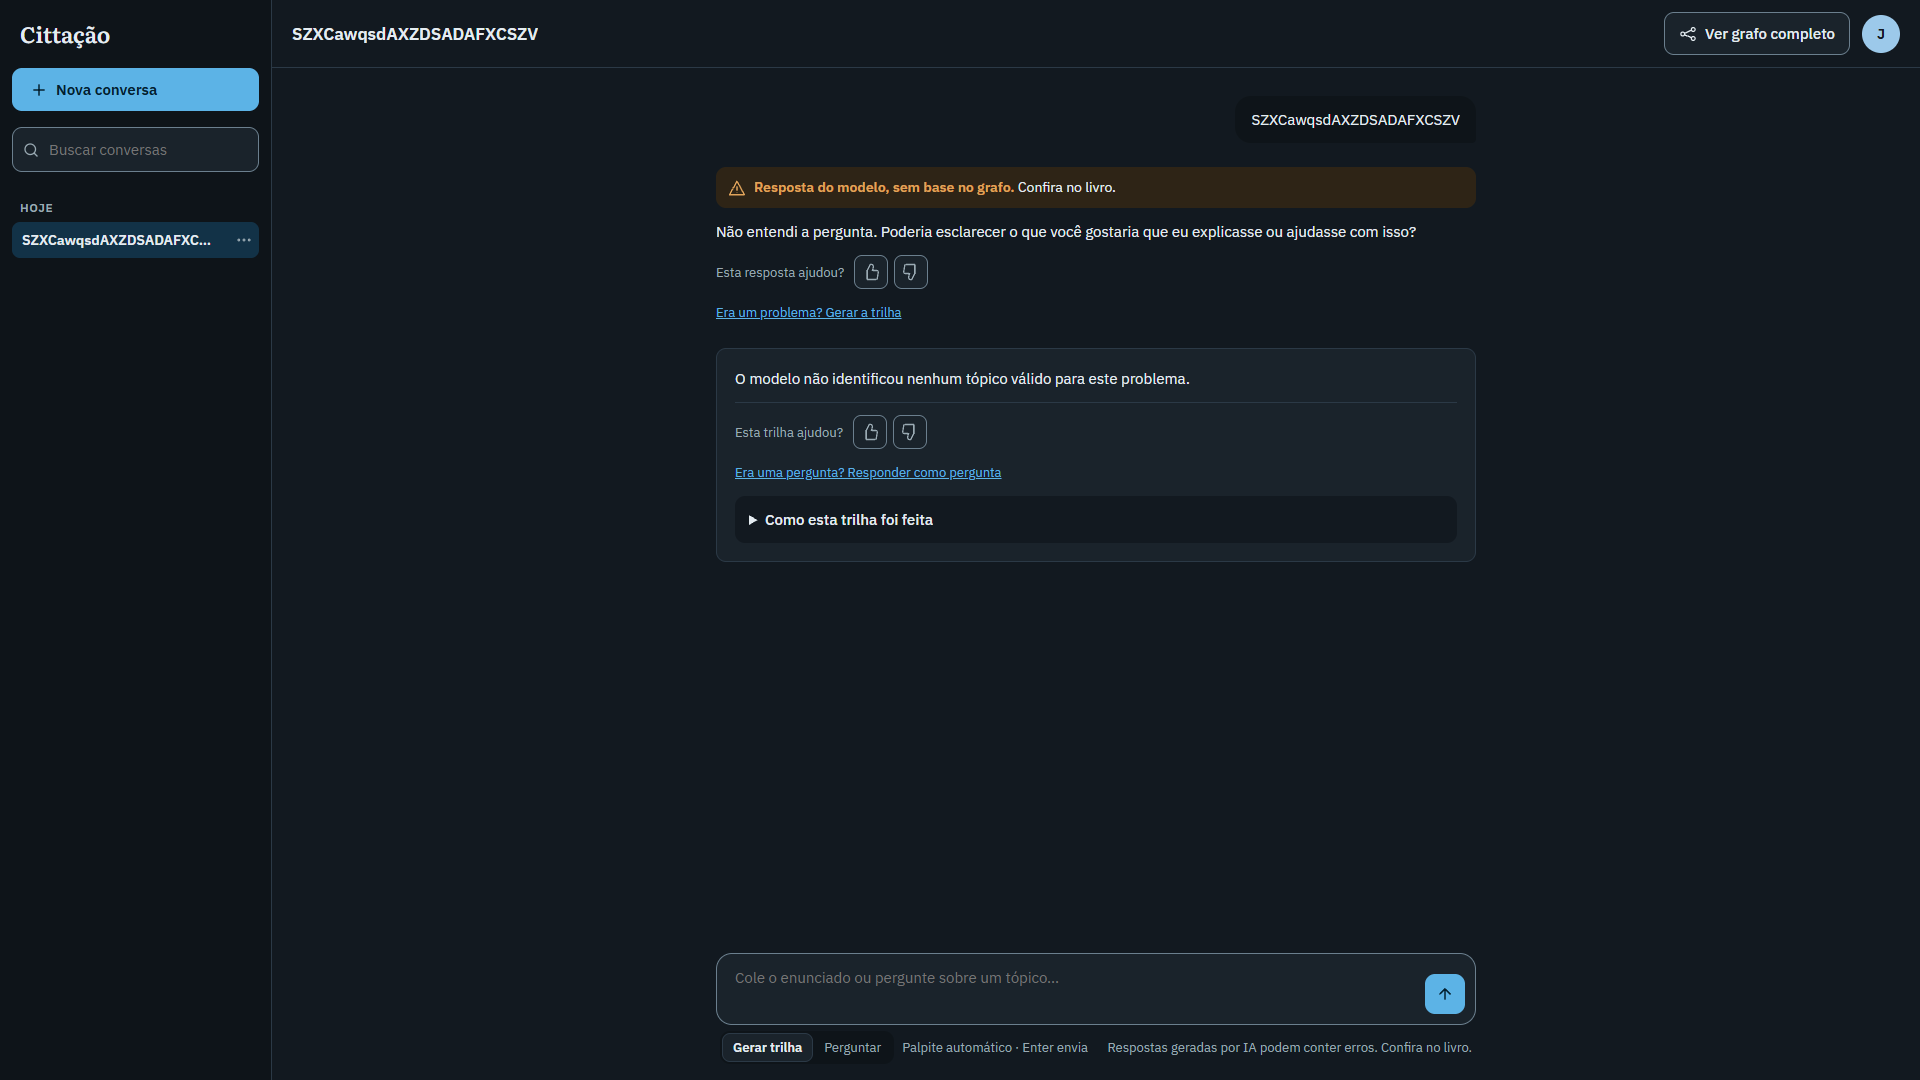 Cittação
Nova conversa
Buscar conversas
HOJE
SZXCawqsdAXZDSADAFXC...
SZXCawqsdAXZDSADAFXCSZV
Ver grafo completo
J
SZXCawqsdAXZDSADAFXCSZV
Resposta do modelo, sem base no grafo. Confira no livro.
Não entendi a pergunta. Poderia esclarecer o que você gostaria que eu explicasse ou ajudasse com isso?
Esta resposta ajudou?
Era um problema? Gerar a trilha
O modelo não identificou nenhum tópico válido para este problema.
Esta trilha ajudou?
Era uma pergunta? Responder como pergunta
Como esta trilha foi feita
Cole o enunciado ou pergunte sobre um tópico...
Gerar trilha
Perguntar
Palpite automático · Enter envia
Respostas geradas por IA podem conter erros. Confira no livro.